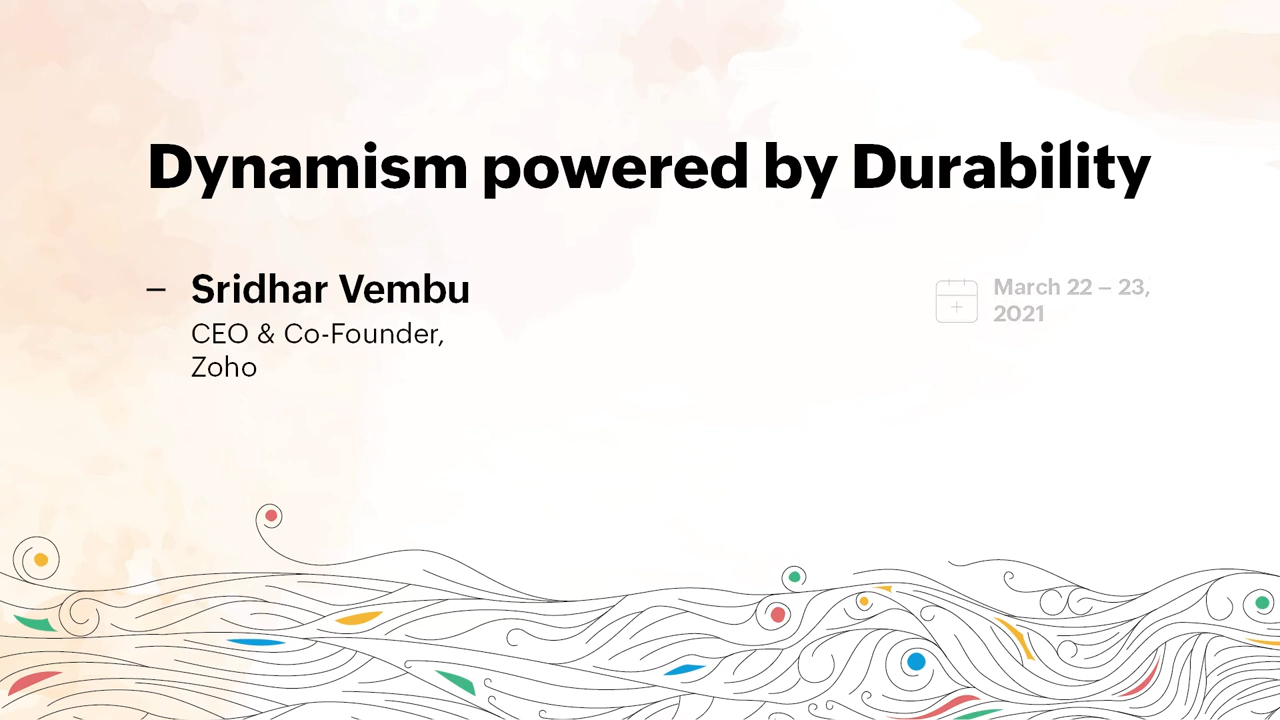 Dynamism powered by Durability
– Sridhar Vembu
CEO & Co-Founder,
Zoho
March 22 – 23,
2021